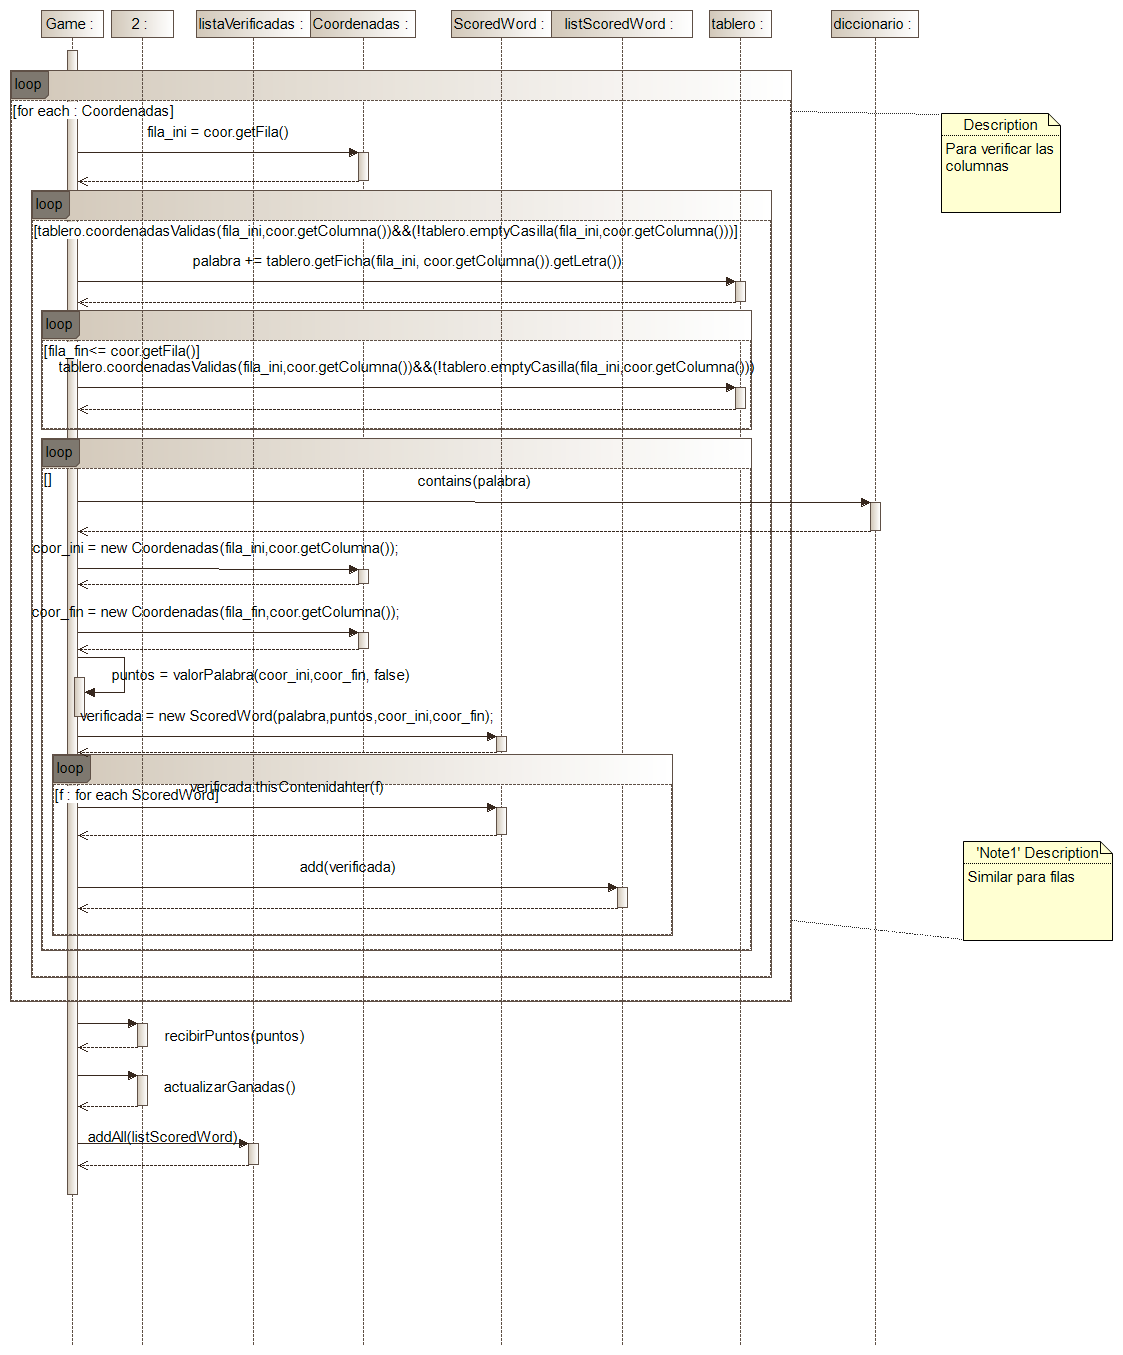 Game :
2 :
listaVerificadas :
Coordenadas :
ScoredWord :
listScoredWord :
tablero :
diccionario :
loop
[for each : Coordenadas]
fila_ini = coor.getFila()
Description
Para verificar las
columnas
loop
[tablero.coordenadasValidas(fila_ini,coor.getColumna())&&(!tablero.emptyCasilla(fila_ini,coor.getColumna()))]
palabra += tablero.getFicha(fila_ini, coor.getColumna()).getLetra())
loop
[fila_fin<= coor.getFila()]
tablero.coordenadasValidas(fila_ini,coor.getColumna())&&(!tablero.emptyCasilla(fila_ini,coor.getColumna()))
loop
[]
contains(palabra)
coor_ini = new Coordenadas(fila_ini,coor.getColumna());
coor_fin = new Coordenadas(fila_fin,coor.getColumna());
puntos = valorPalabra(coor_ini,coor_fin, false)
verificada = new ScoredWord(palabra,puntos,coor_ini,coor_fin);
loop
verificada.thisContenidahter(f)
[f : for each ScoredWord]
add(verificada)
'Note1' Description
Similar para filas
recibirPuntos(puntos)
actualizarGanadas()
addAll(listScoredWord)